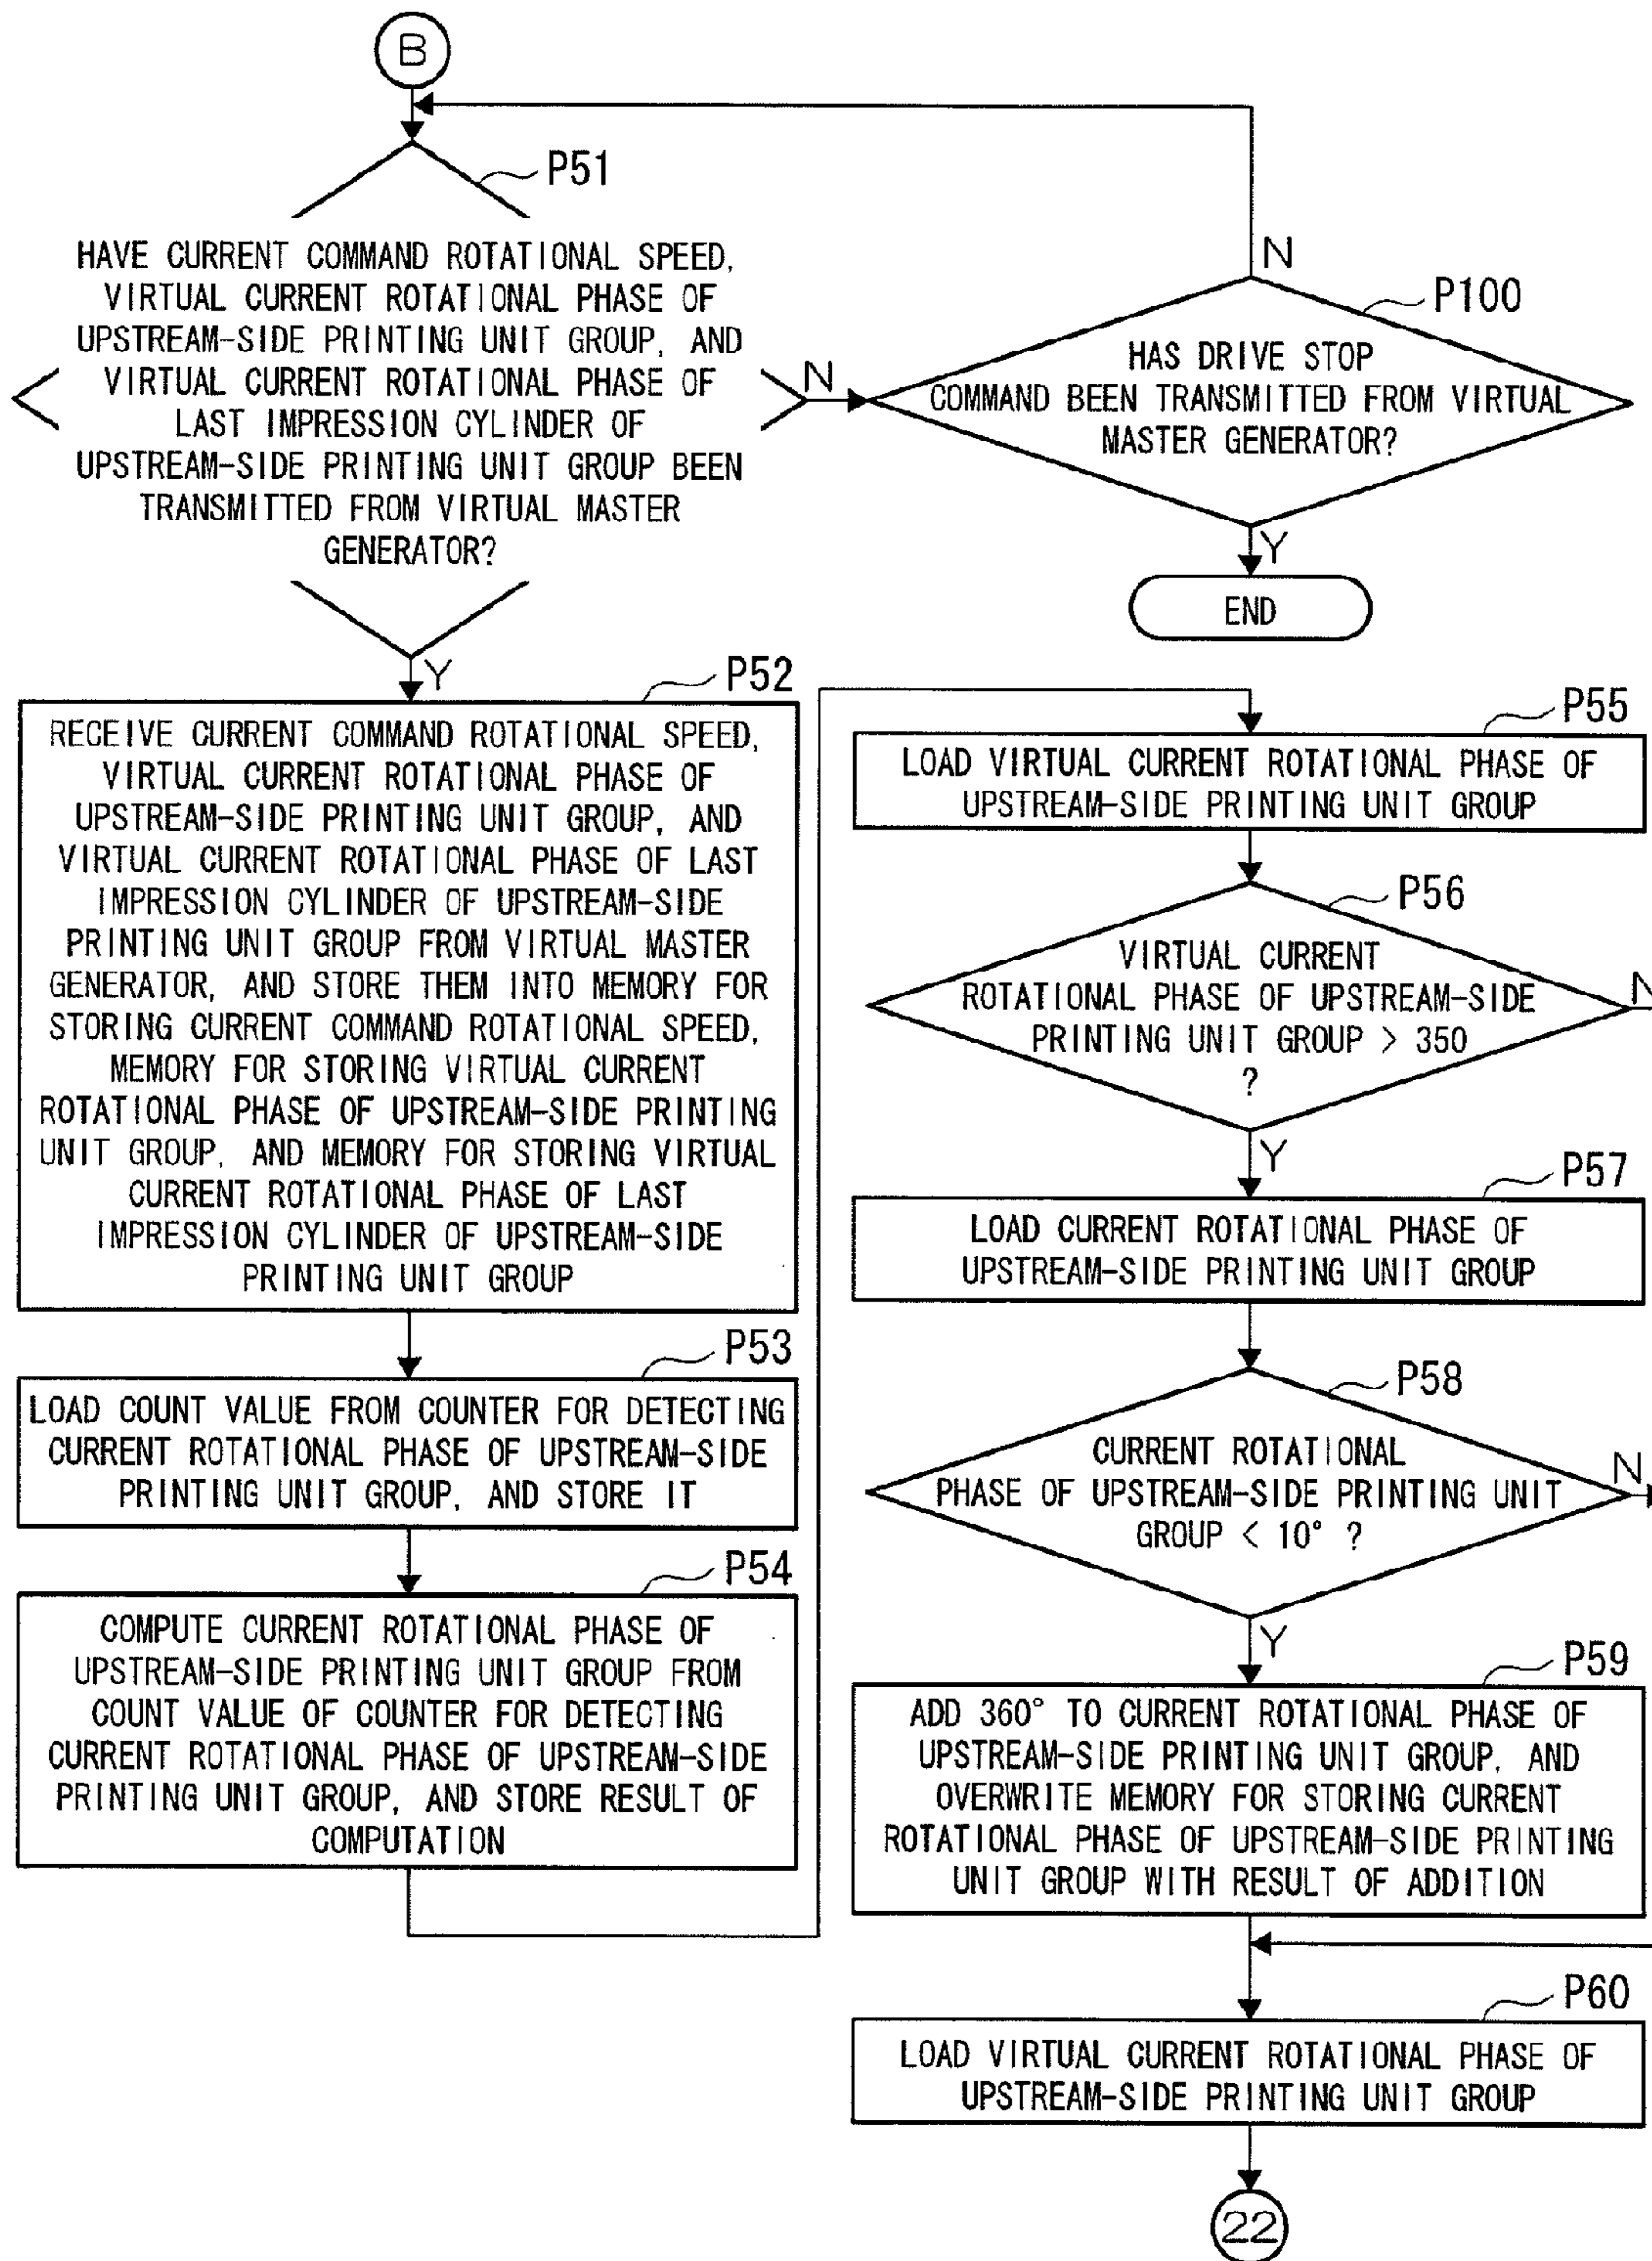 B
P51
HAVE CURRENT COMMAND ROTATIONAL SPEED,
VIRTUAL CURRENT ROTATIONAL PHASE OF
UPSTREAM-SIDE PRINTING UNIT GROUP, AND
VIRTUAL CURRENT ROTATIONAL PHASE OF
LAST IMPRESSION CYLINDER OF
UPSTREAM-SIDE PRINTING UNIT GROUP BEEN
TRANSMITTED FROM VIRTUAL MASTER
GENERATOR?
N
Y
N
P100
HAS DRIVE STOP
COMMAND BEEN TRANSMITTED FROM VIRTUAL
MASTER GENERATOR?
Y
END
P52
RECEIVE CURRENT COMMAND ROTATIONAL SPEED,
VIRTUAL CURRENT ROTATIONAL PHASE OF
UPSTREAM-SIDE PRINTING UNIT GROUP, AND
VIRTUAL CURRENT ROTATIONAL PHASE OF LAST
IMPRESSION CYLINDER OF UPSTREAM-SIDE
PRINTING UNIT GROUP FROM VIRTUAL MASTER
GENERATOR, AND STORE THEM INTO MEMORY FOR
STORING CURRENT COMMAND ROTATIONAL SPEED,
MEMORY FOR STORING VIRTUAL CURRENT
ROTATIONAL PHASE OF UPSTREAM-SIDE PRINTING
UNIT GROUP, AND MEMORY FOR STORING VIRTUAL
CURRENT ROTATIONAL PHASE OF LAST
IMPRESSION CYLINDER OF UPSTREAM-SIDE
PRINTING UNIT GROUP
P53
LOAD COUNT VALUE FROM COUNTER FOR DETECTING
CURRENT ROTATIONAL PHASE OF UPSTREAM-SIDE
PRINTING UNIT GROUP, AND STORE IT
P54
COMPUTE CURRENT ROTATIONAL PHASE OF
UPSTREAM-SIDE PRINTING UNIT GROUP FROM
COUNT VALUE OF COUNTER FOR DETECTING
CURRENT ROTATIONAL PHASE OF UPSTREAM-SIDE
PRINTING UNIT GROUP, AND STORE RESULT OF
COMPUTATION
P55
LOAD VIRTUAL CURRENT ROTATIONAL PHASE OF
UPSTREAM-SIDE PRINTING UNIT GROUP
P56
VIRTUAL CURRENT
ROTATIONAL PHASE OF UPSTREAM-SIDE
PRINTING UNIT GROUP > 350
?
N
Y
P57
LOAD CURRENT ROTATIONAL PHASE OF
UPSTREAM-SIDE PRINTING UNIT GROUP
P58
CURRENT ROTATIONAL
PHASE OF UPSTREAM-SIDE PRINTING UNIT
GROUP < 10° ?
N
Y
P59
ADD 360° TO CURRENT ROTATIONAL PHASE OF
UPSTREAM-SIDE PRINTING UNIT GROUP, AND
OVERWRITE MEMORY FOR STORING CURRENT
ROTATIONAL PHASE OF UPSTREAM-SIDE PRINTING
UNIT GROUP WITH RESULT OF ADDITION
P60
LOAD VIRTUAL CURRENT ROTATIONAL PHASE OF
UPSTREAM-SIDE PRINTING UNIT GROUP
22